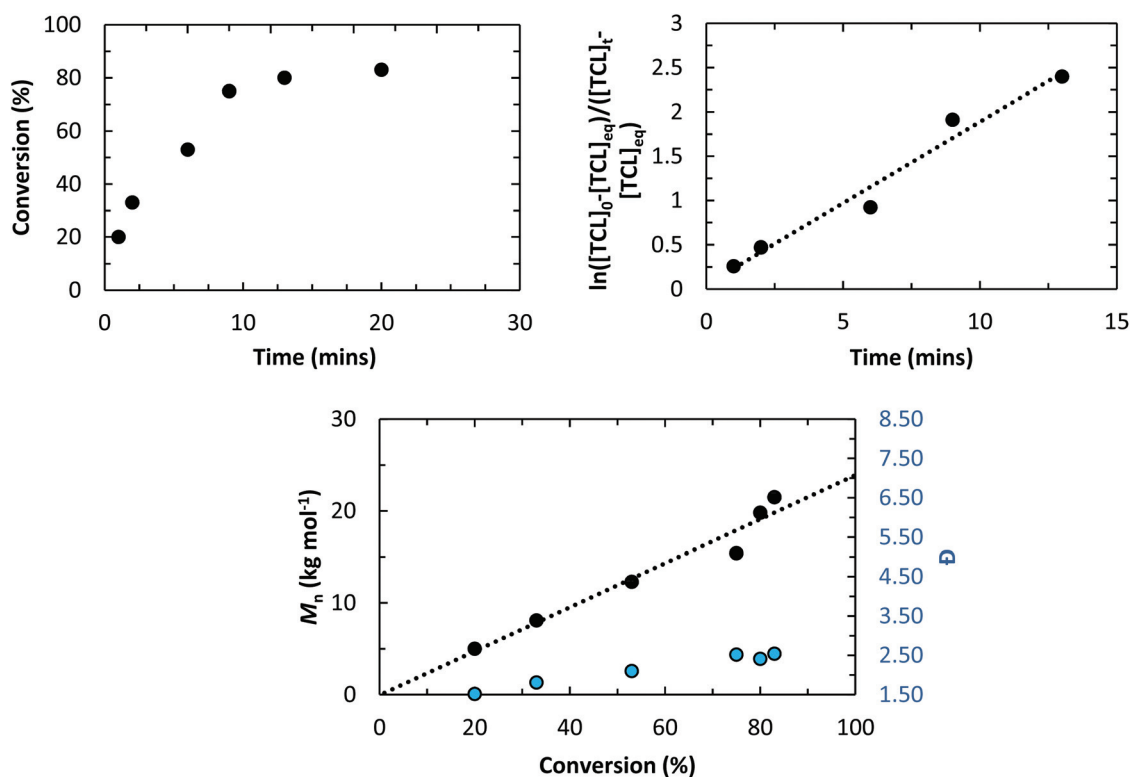 100
80
60
40
20
0
Conversion (%)
0 10 20 30
Time (mins)
3
2.5
2
1.5
1
0.5
0
ln([TCL]0-[TCL]eq)/([TCL]t-
[TCL]eq)
0 5 10 15
Time (mins)
30
20
10
0
Mn (kg mol-1)
8.50
7.50
6.50
5.50
4.50
3.50
2.50
1.50
Đ
0 20 40 60 80 100
Conversion (%)